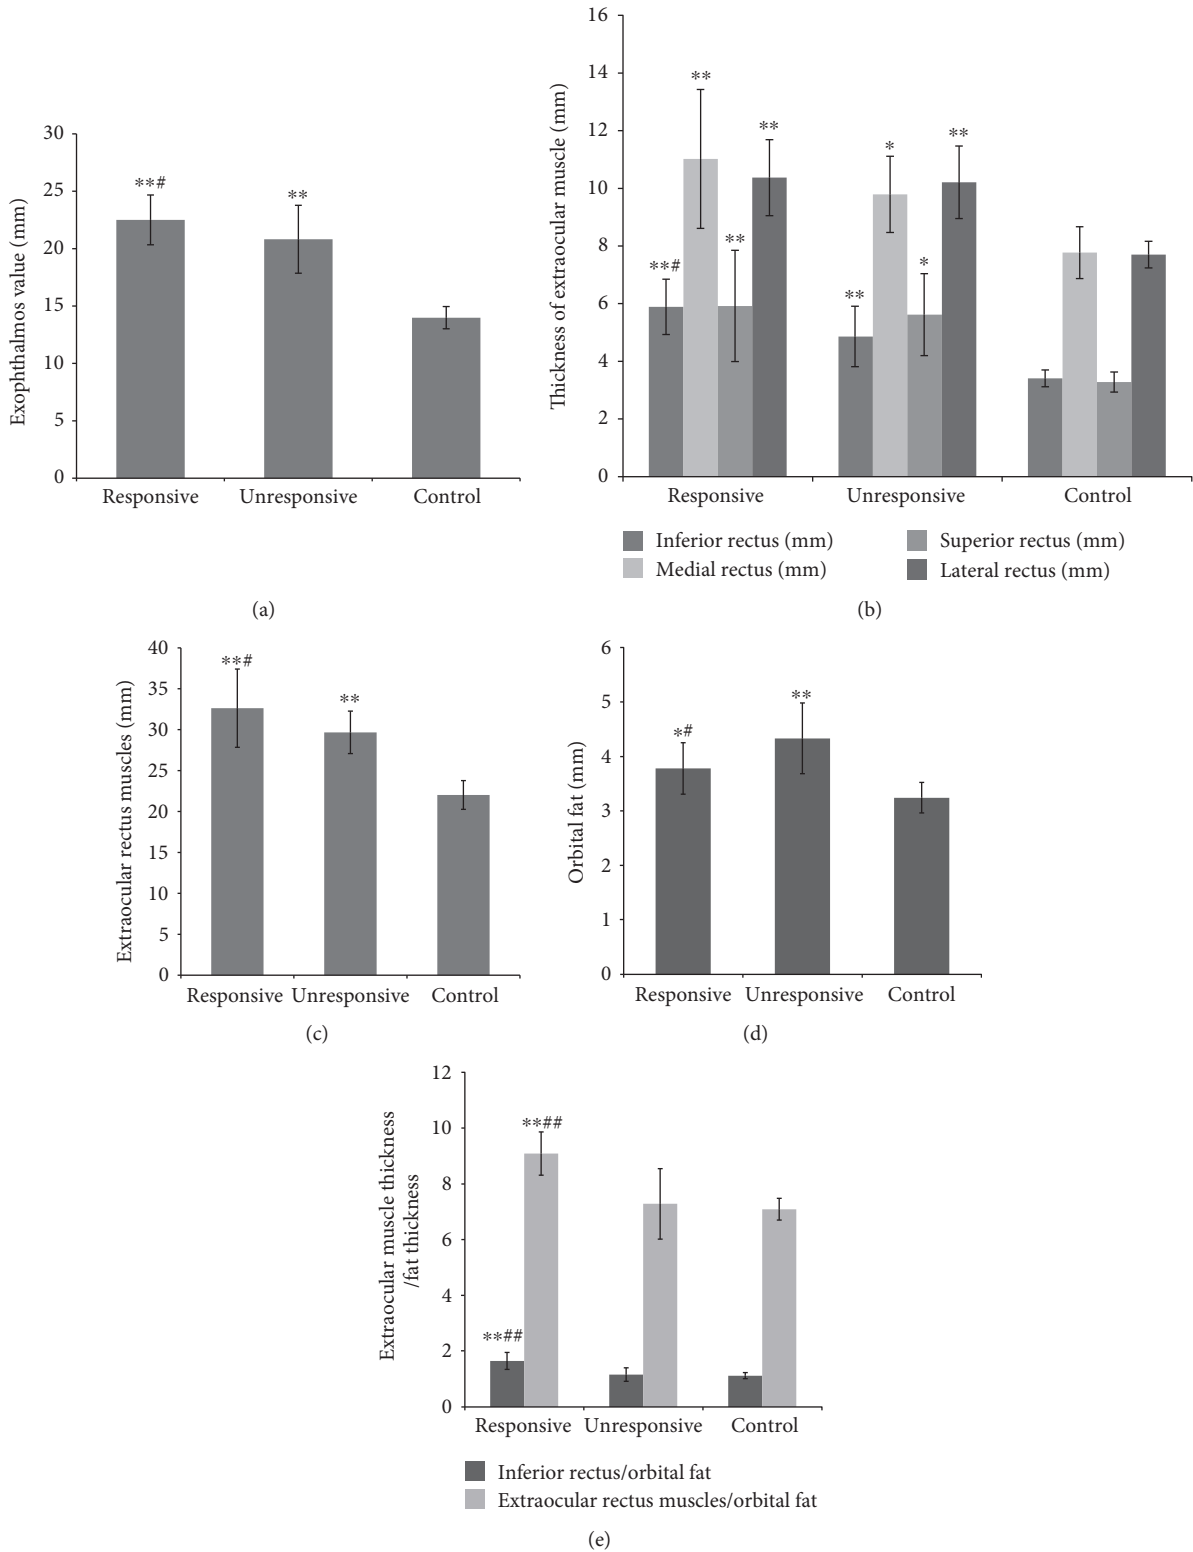 30
25
20
15
10
5
0
Exophthalmos value (mm)
**#
**
Responsive
Unresponsive
Control
(a)
16
14
12
10
8
6
4
2
0
Thickness of extraocular muscle (mm)
**#
**
**
**
**
*
*
**
Responsive
Unresponsive
Control
Inferior rectus (mm)
Medial rectus (mm)
Superior rectus (mm)
Lateral rectus (mm)
(b)
40
35
30
25
20
15
10
5
0
Extraocular rectus muscles (mm)
**#
**
Responsive
Unresponsive
Control
(c)
6
5
4
3
2
1
0
Orbital fat (mm)
*#
**
Responsive
Unresponsive
Control
(d)
12
10
8
6
4
2
0
Extraocular muscle thickness
/fat thickness
**##
**##
Responsive
Unresponsive
Control
Inferior rectus/orbital fat
Extraocular rectus muscles/orbital fat
(e)